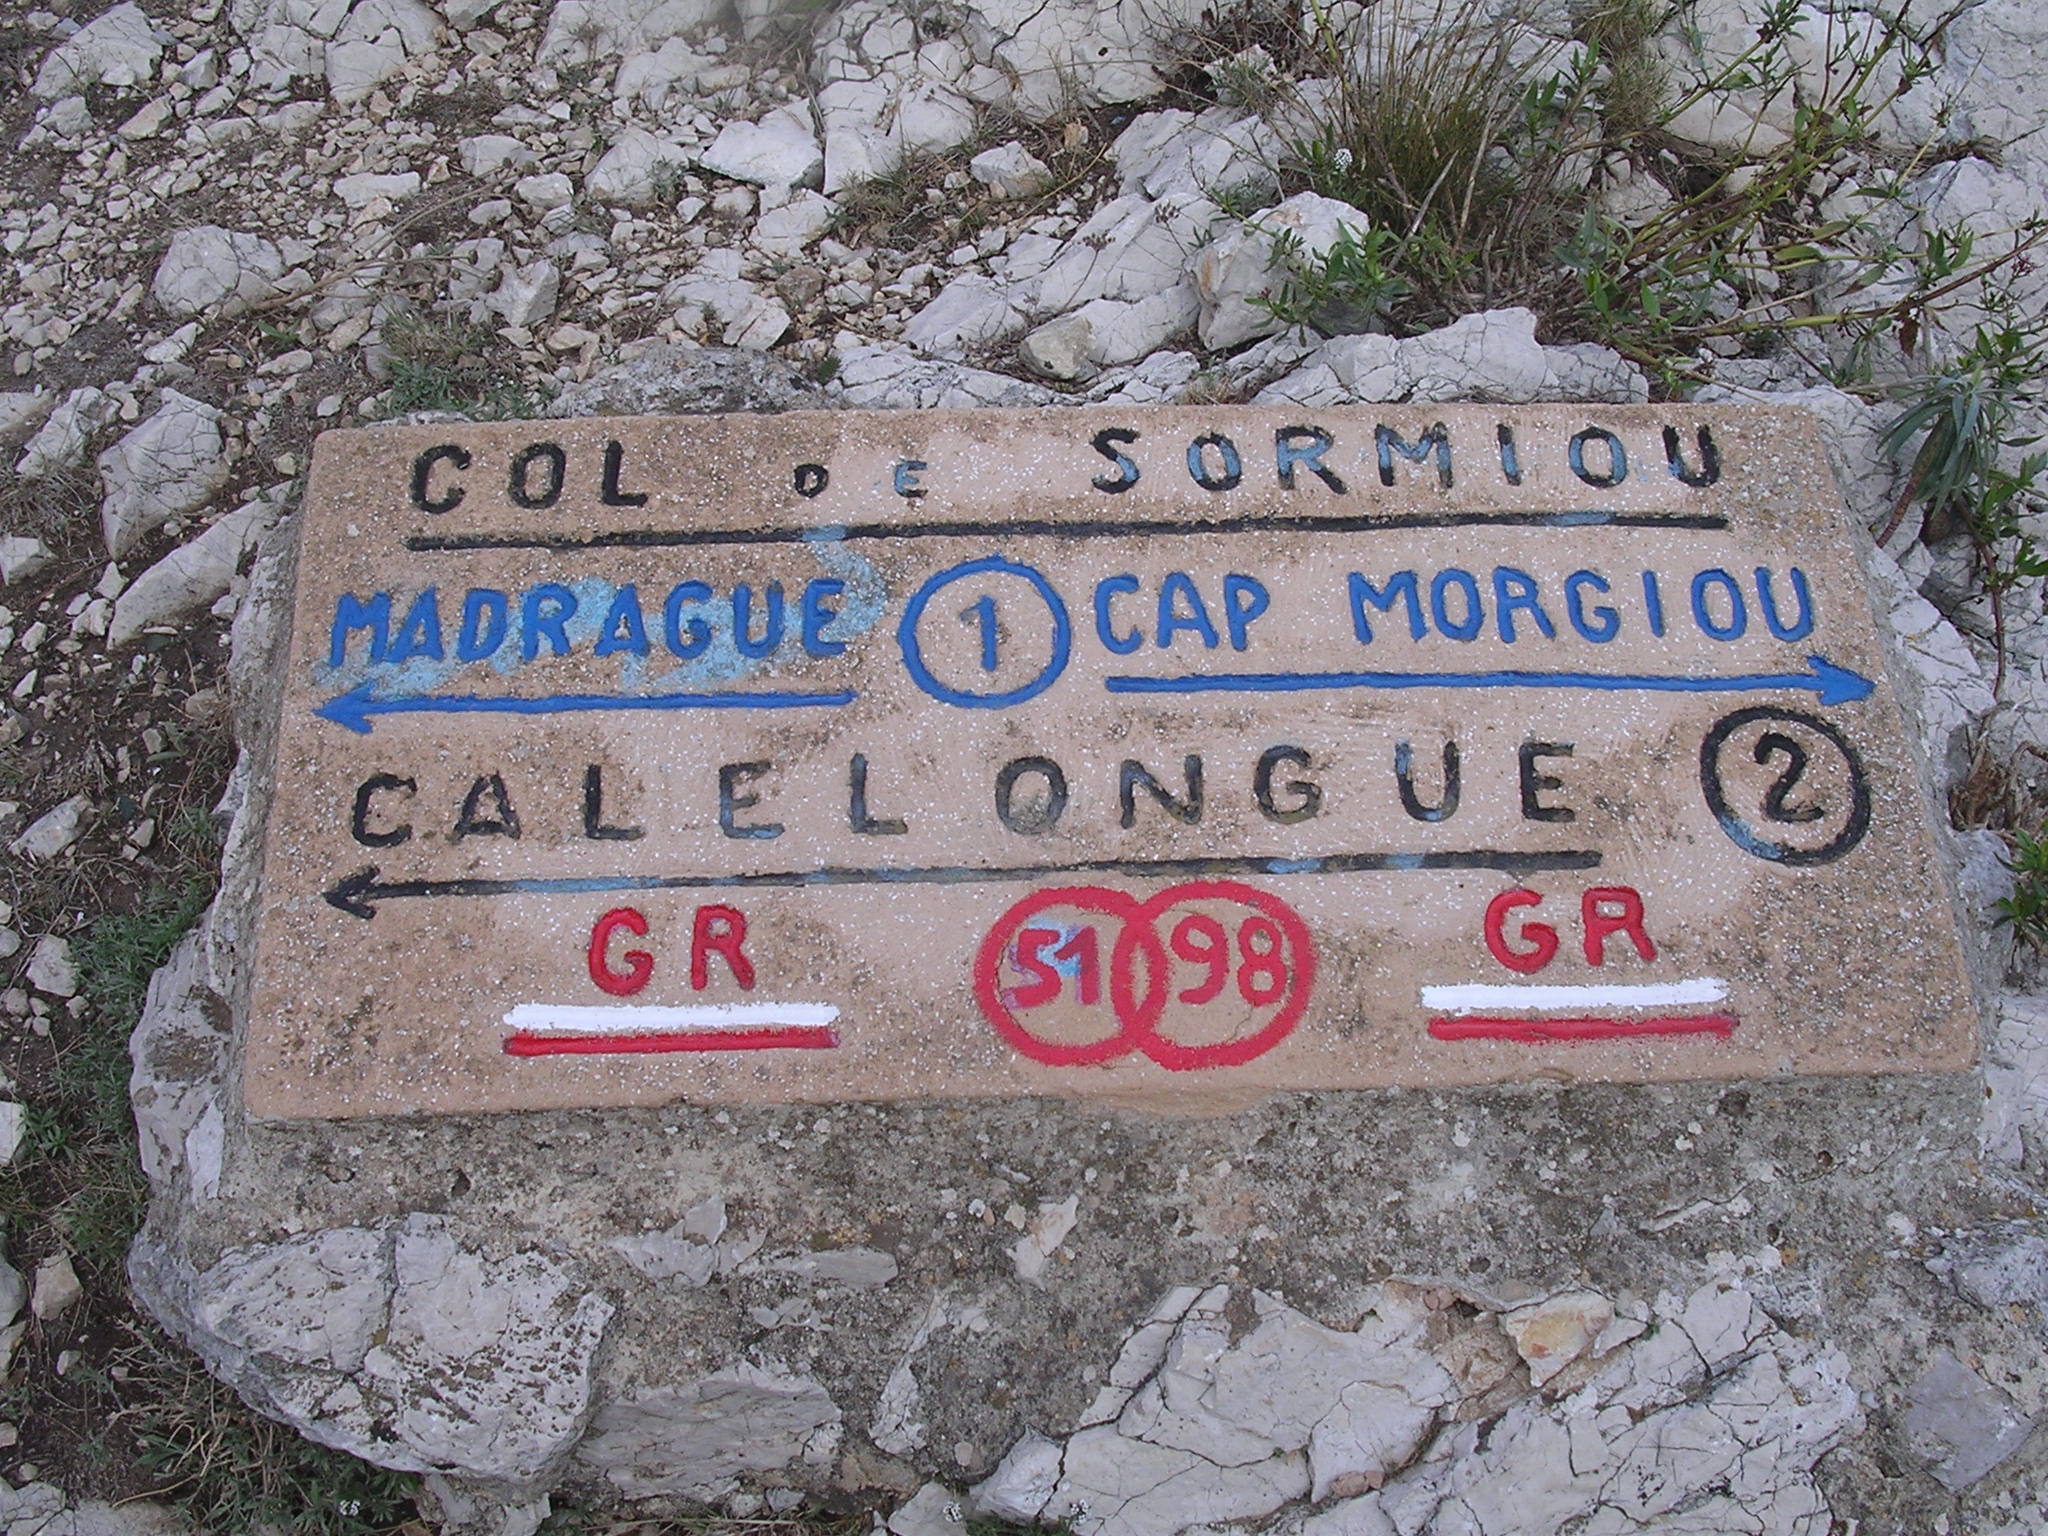 COL DE SORMIOU
MADRAGUE 1 CAP MORGIOU
CALELONGUE 2
GR 51 98 GR